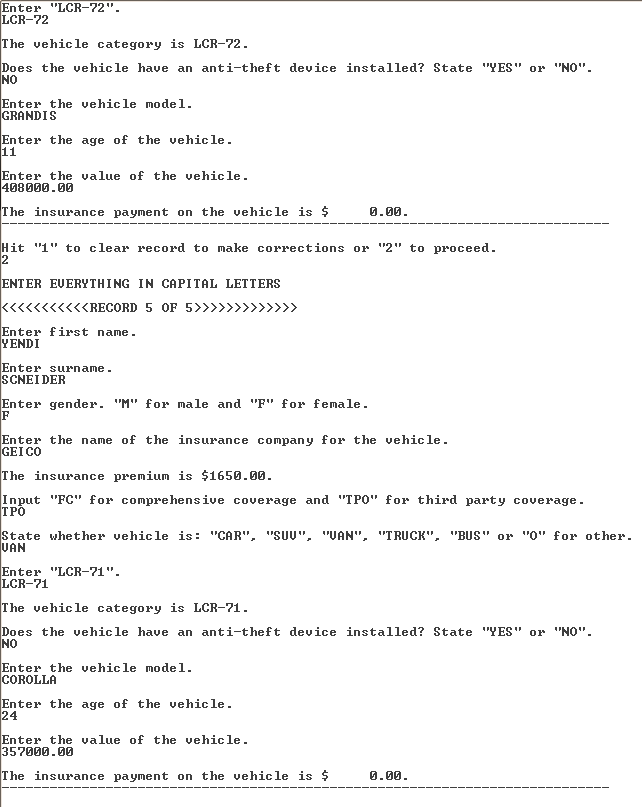 Enter "LCR-72".
LCR-72
The vehicle category is LCR-72.
Does the vehicle have an anti-theft device installed? State "YES" or "NO".
NO
Enter the vehicle model.
GRANDIS
Enter the age of the vehicle.
11
Enter the value of the vehicle.
408000.00
The insurance payment on the vehicle is $     0.00.
----------------------------------------------------------------------------
Hit "1" to clear record to make corrections or "2" to proceed.
2
ENTER EVERYTHING IN CAPITAL LETTERS
<<<<<<<<<<<RECORD 5 OF 5>>>>>>>>>>>>>
Enter first name.
YENDI
Enter surname.
SCNEIDER
Enter gender. "M" for male and "F" for female.
F
Enter the name of the insurance company for the vehicle.
GEICO
The insurance premium is $1650.00.
Input "FC" for comprehensive coverage and "TPO" for third party coverage.
TPO
State whether vehicle is: "CAR", "SUV", "VAN", "TRUCK", "BUS" or "O" for other.
VAN
Enter "LCR-71".
LCR-71
The vehicle category is LCR-71.
Does the vehicle have an anti-theft device installed? State "YES" or "NO".
NO
Enter the vehicle model.
COROLLA
Enter the age of the vehicle.
24
Enter the value of the vehicle.
357000.00
The insurance payment on the vehicle is $     0.00.
----------------------------------------------------------------------------